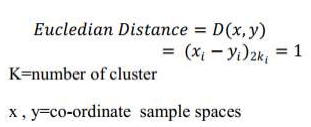 Eucledian Distance = D(x, y)
= (xᵢ − yᵢ)2kᵢ = 1
K=number of cluster
x , y=co-ordinate sample spaces